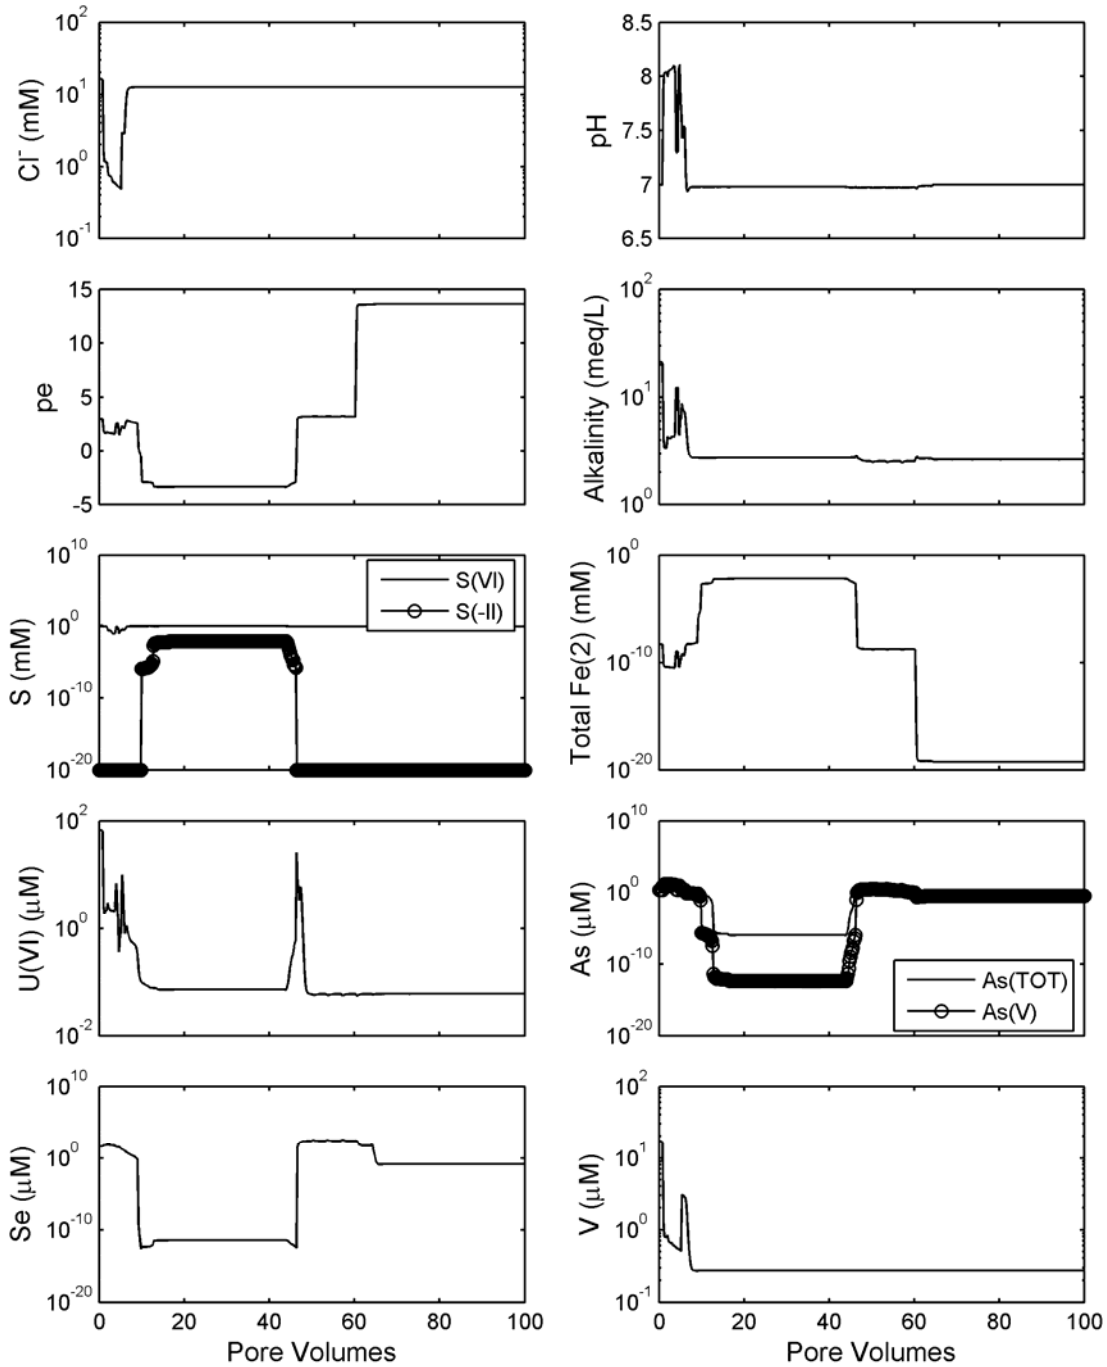 10^2
10^1
10^0
10^-1
Cl^- (mM)
8.5
8
7.5
7
6.5
pH
15
10
5
0
-5
pe
10^2
10^1
10^0
Alkalinity (meq/L)
10^10
10^0
10^-10
10^-20
S (mM)
S(VI)
S(-II)
10^0
10^-10
10^-20
Total Fe(2) (mM)
10^2
10^0
10^-2
U(VI) (μM)
10^10
10^0
10^-10
10^-20
As (μM)
As(TOT)
As(V)
10^10
10^0
10^-10
10^-20
Se (μM)
0 20 40 60 80 100
Pore Volumes
10^2
10^1
10^0
10^-1
V (μM)
0 20 40 60 80 100
Pore Volumes